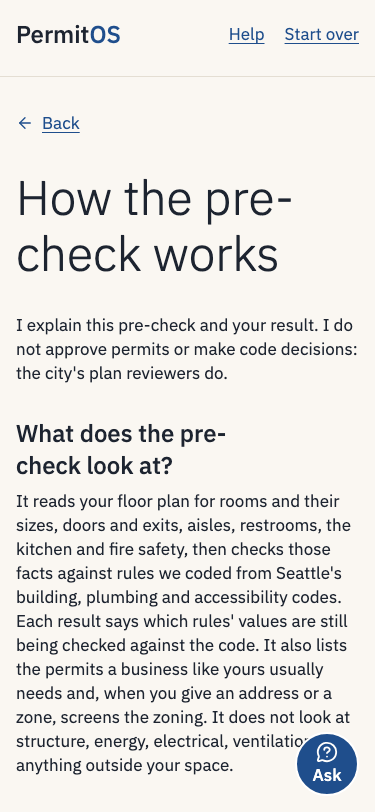 PermitOS
Help
Start over
Back
How the pre-
check works
I explain this pre-check and your result. I do
not approve permits or make code decisions:
the city's plan reviewers do.
What does the pre-
check look at?
It reads your floor plan for rooms and their
sizes, doors and exits, aisles, restrooms, the
kitchen and fire safety, then checks those
facts against rules we coded from Seattle's
building, plumbing and accessibility codes.
Each result says which rules' values are still
being checked against the code. It also lists
the permits a business like yours usually
needs and, when you give an address or a
zone, screens the zoning. It does not look at
structure, energy, electrical,
anything outside your space.
Ask